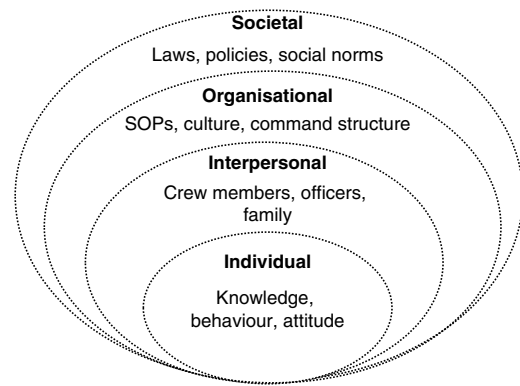 Societal
Laws, policies, social norms
Organisational
SOPs, culture, command structure
Interpersonal
Crew members, officers,
family
Individual
Knowledge,
behaviour, attitude